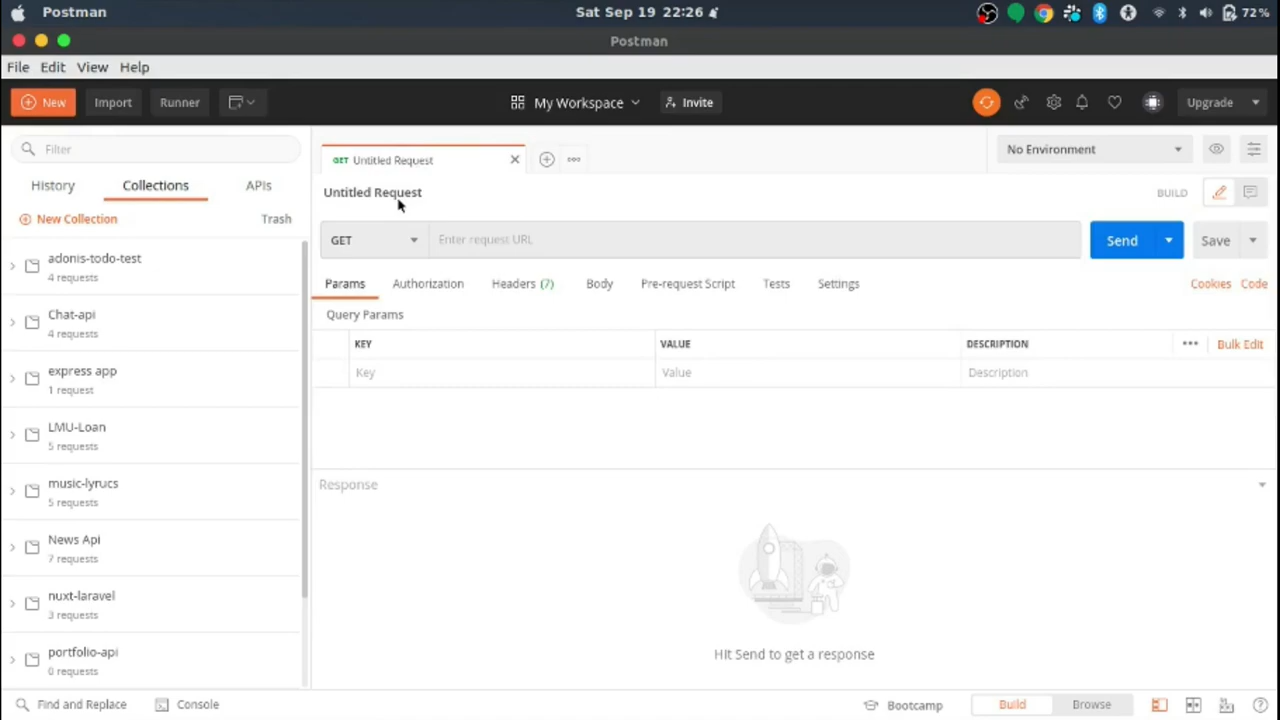 Postman
Sat Sep 19 22:26
72%
Postman
File Edit View Help
New Import Runner
My Workspace Invite
Upgrade
Filter
GET Untitled Request
No Environment
History Collections APIs
Untitled Request
BUILD
New Collection Trash
GET Enter request URL Send Save
adonis-todo-test
4 requests
Params Authorization Headers (7) Body Pre-request Script Tests Settings Cookies Code
Chat-api
4 requests
Query Params
KEY VALUE DESCRIPTION ••• Bulk Edit
Key Value Description
express app
1 request
LMU-Loan
5 requests
music-lyrucs
5 requests
Response
News Api
7 requests
nuxt-laravel
3 requests
portfolio-api
0 requests
Hit Send to get a response
Find and Replace Console
Bootcamp Build Browse